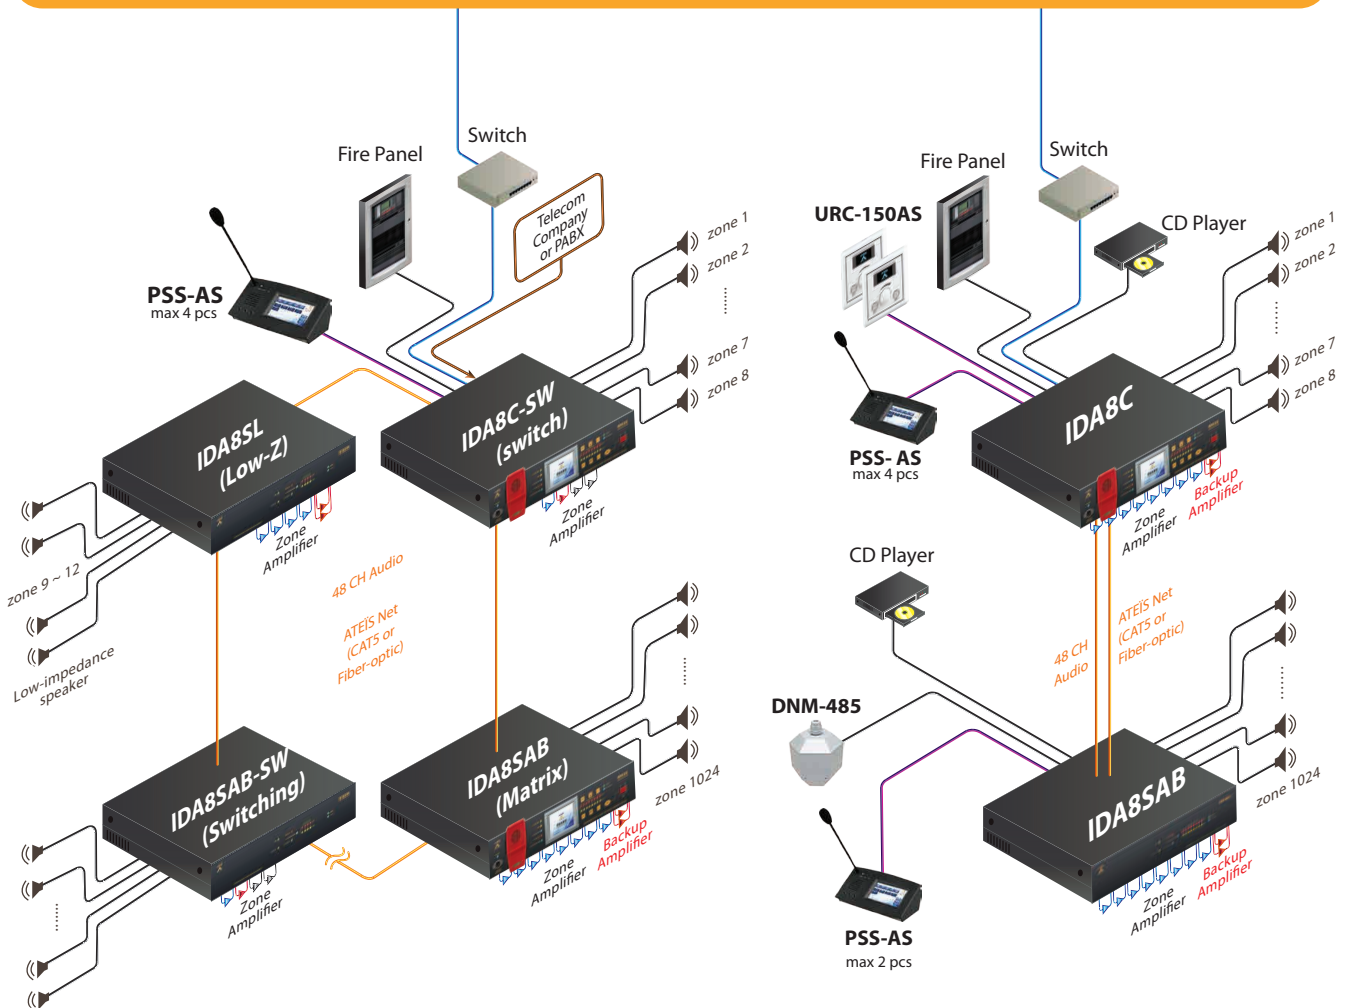 Switch
Fire Panel
Telecom
Company
or PABX
zone 1
zone 2
PSS-AS
max 4 pcs
zone 7
zone 8
IDA8SL
(Low-Z)
IDA8C-SW
(switch)
Zone
Amplifier
Zone
Amplifier
zone 9 ~ 12
Low-impedance
speaker
48 CH Audio
ATEÏS Net
(CAT5 or
Fiber-optic)
IDA8SAB-SW
(Switching)
IDA8SAB
(Matrix)
zone 1024
Zone
Amplifier
Zone
Amplifier
Backup
Amplifier
Switch
Fire Panel
URC-150AS
CD Player
zone 1
zone 2
zone 7
zone 8
PSS- AS
max 4 pcs
IDA8C
Zone
Amplifier
Backup
Amplifier
CD Player
48 CH
Audio
ATEÏS Net
(CAT5 or
Fiber-optic)
DNM-485
IDA8SAB
zone 1024
Zone
Amplifier
Backup
Amplifier
PSS-AS
max 2 pcs